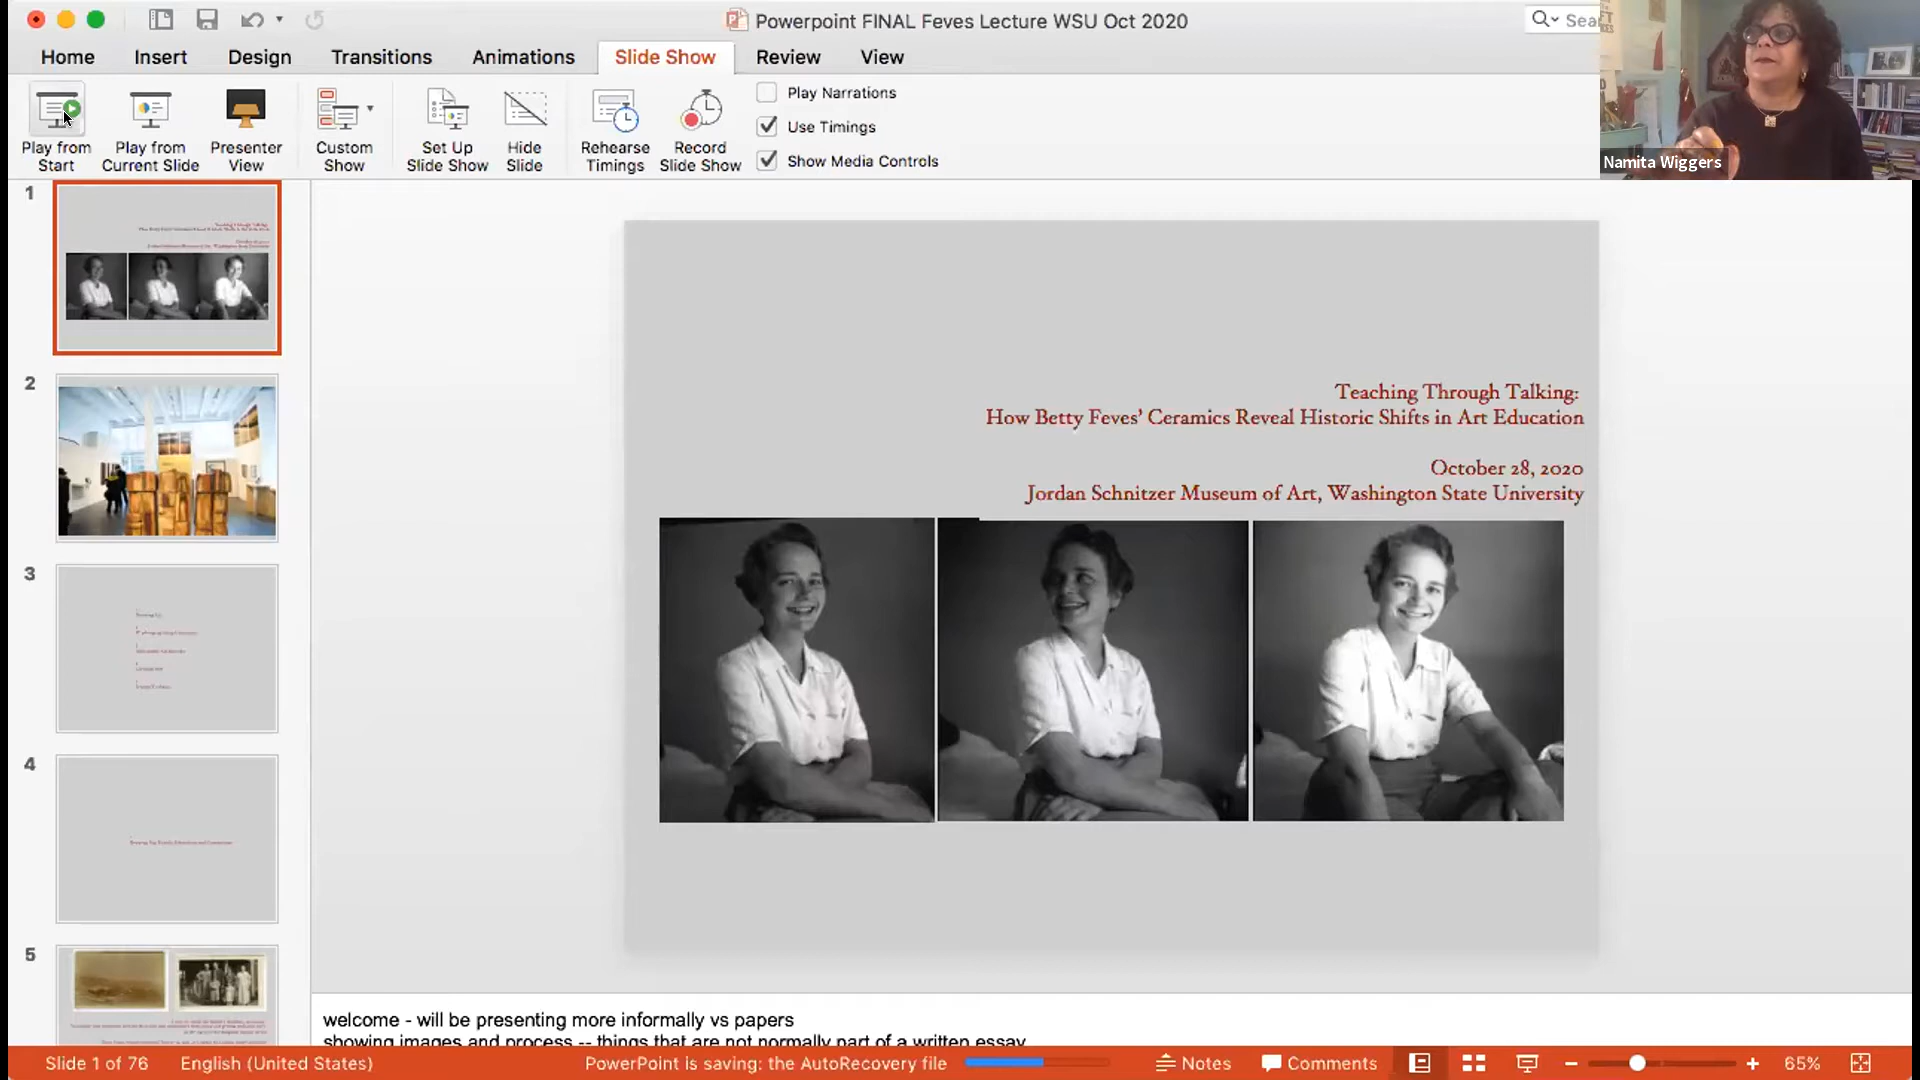 Powerpoint FINAL Feves Lecture WSU Oct 2020
Home Insert Design Transitions Animations Slide Show Review View
Play from Start
Play from Current Slide
Presenter View
Custom Show
Set Up Slide Show
Hide Slide
Rehearse Timings
Record Slide Show
Play Narrations
Use Timings
Show Media Controls
Namita Wiggers
1
2
3
4
5
Teaching Through Talking:
How Betty Feves' Ceramics Reveal Historic Shifts in Art Education
October 28, 2020
Jordan Schnitzer Museum of Art, Washington State University
welcome - will be presenting more informally vs papers
showing images and process -- things that are not normally part of a written essay
Slide 1 of 76 English (United States) PowerPoint is saving: the AutoRecovery file Notes Comments 65%